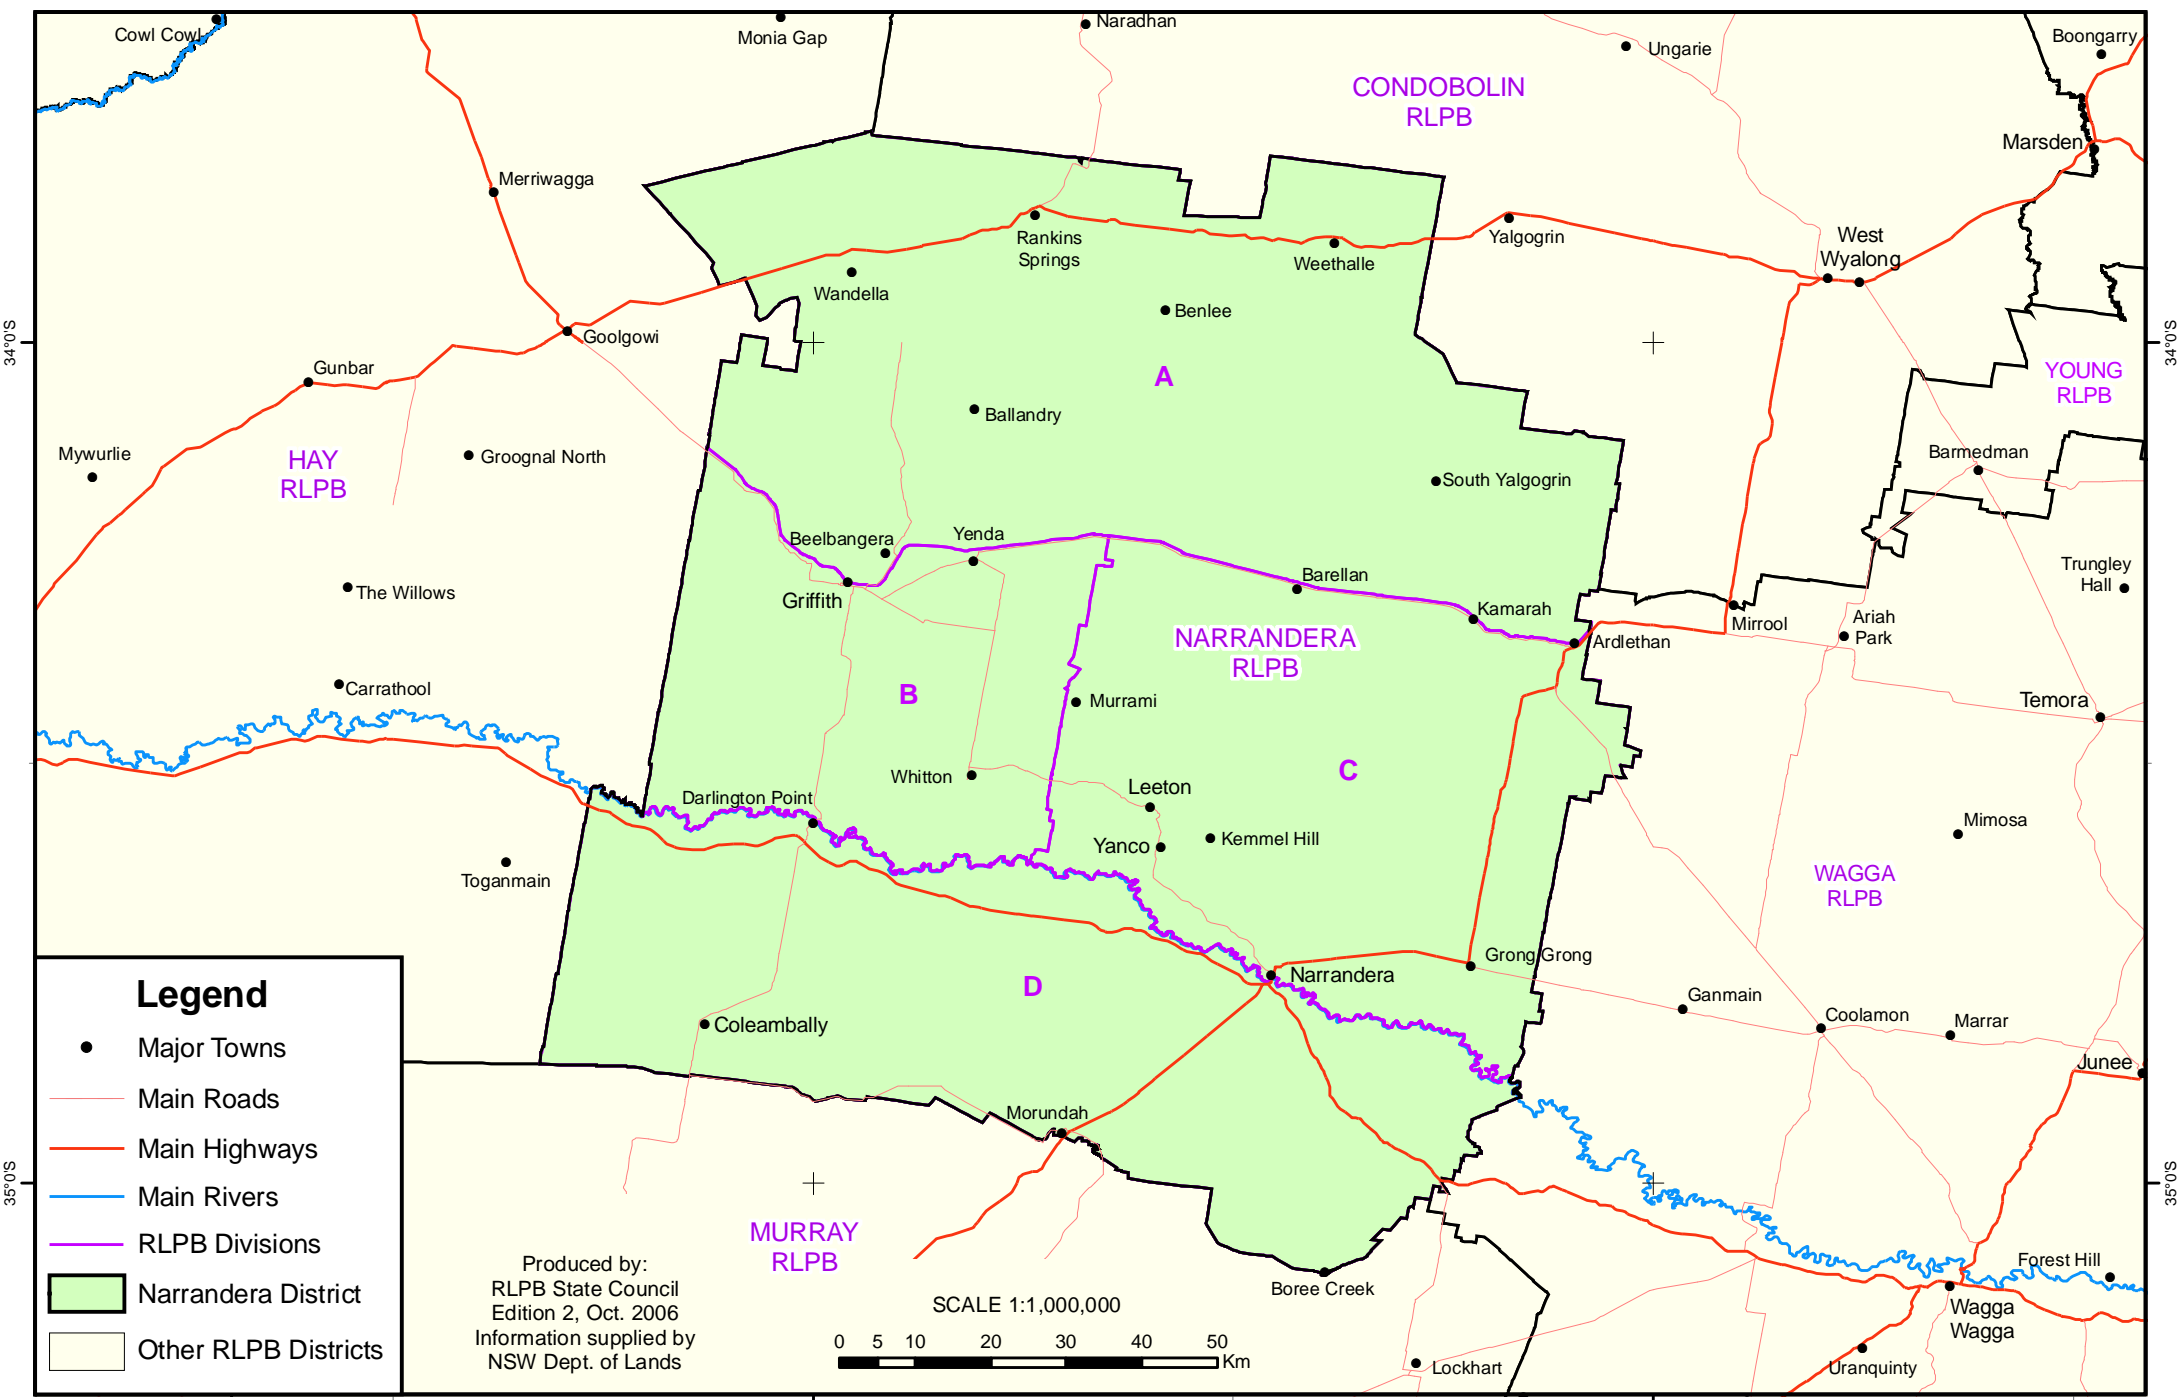 Cowl Cowl
Monia Gap
Naradhan
Ungarie
Boongarry
CONDOBOLIN
RLPB
Marsden
Merriwagga
Rankins
Springs
Weethalle
Yalgogrin
West
Wyalong
Wandella
Benlee
34°0'S
34°0'S
Goolgowi
Gunbar
A
YOUNG
RLPB
Ballandry
Mywurlie
HAY
RLPB
Groognal North
Barmedman
South Yalgogrin
Beelbangera
Yenda
Barellan
Trungley
Hall
The Willows
Griffith
Kamarah
Mirrool
Ariah
Park
NARRANDERA
RLPB
Ardlethan
Carrathool
B
Murrami
Temora
Whitton
C
Leeton
Darlington Point
Yanco
Kemmel Hill
Mimosa
Toganmain
WAGGA
RLPB
Grong Grong
Narrandera
D
Ganmain
Coolamon
Marrar
Coleambally
Junee
Morundah
35°0'S
35°0'S
MURRAY
RLPB
Boree Creek
Forest Hill
Wagga
Wagga
Uranquinty
Lockhart
Legend
Major Towns
Main Roads
Main Highways
Main Rivers
RLPB Divisions
Narrandera District
Other RLPB Districts
Produced by:
RLPB State Council
Edition 2, Oct. 2006
Information supplied by
NSW Dept. of Lands
SCALE 1:1,000,000
0 5 10 20 30 40 50
Km